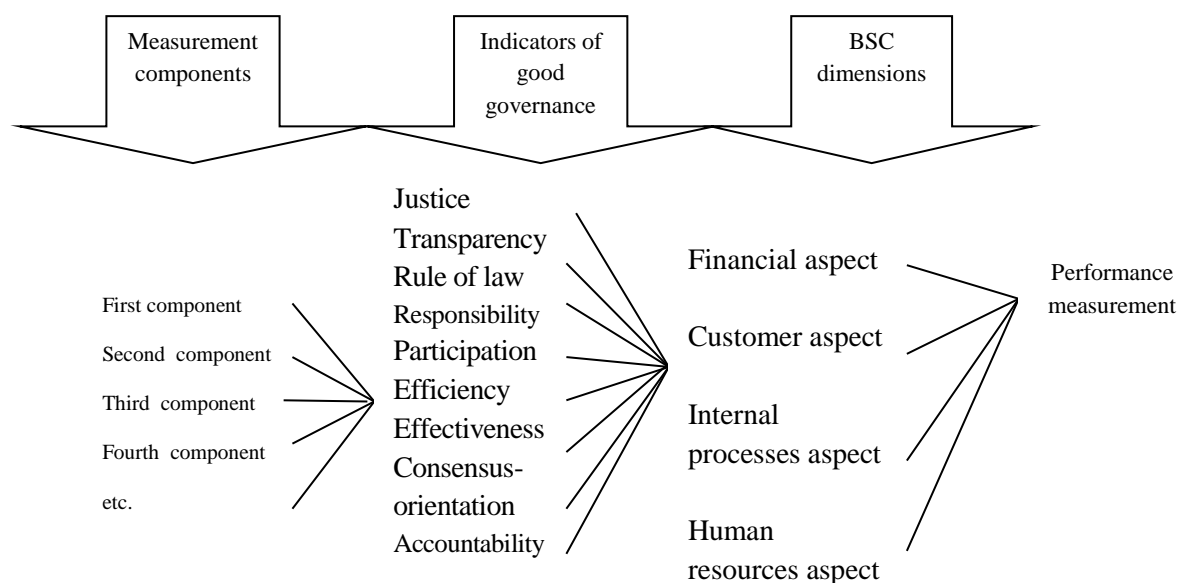 Measurement
components
Indicators of
good
governance
BSC
dimensions
First component
Second  component
Third  component
Fourth  component
etc.
Justice
Transparency
Rule of law
Responsibility
Participation
Efficiency
Effectiveness
Consensus-
orientation
Accountability
Financial aspect
Customer aspect
Internal
processes aspect
Human
resources aspect
Performance
measurement